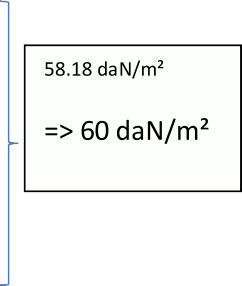 58.18 daN/m²
=> 60 daN/m²